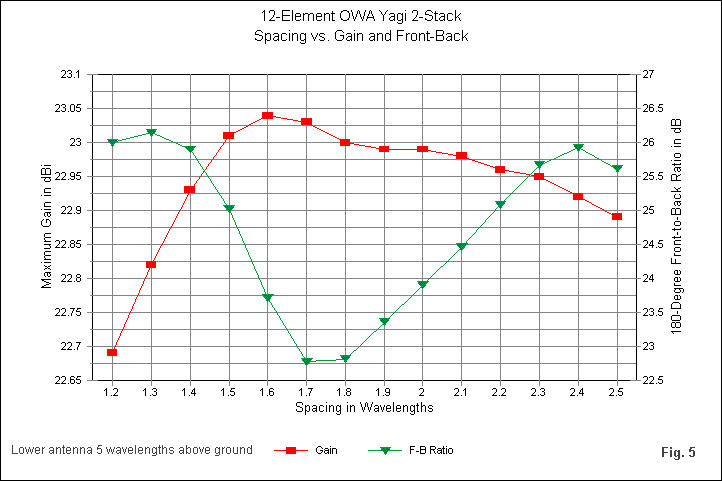 12-Element OWA Yagi 2-Stack
Spacing vs. Gain and Front-Back
23.1
23.05
23
22.95
22.9
22.85
22.8
22.75
22.7
22.65
Maximum Gain in dBi
27
26.5
26
25.5
25
24.5
24
23.5
23
22.5
180-Degree Front-to-Back Ratio in dB
1.2 1.3 1.4 1.5 1.6 1.7 1.8 1.9 2 2.1 2.2 2.3 2.4 2.5
Spacing in Wavelengths
Lower antenna 5 wavelengths above ground Gain F-B Ratio Fig. 5